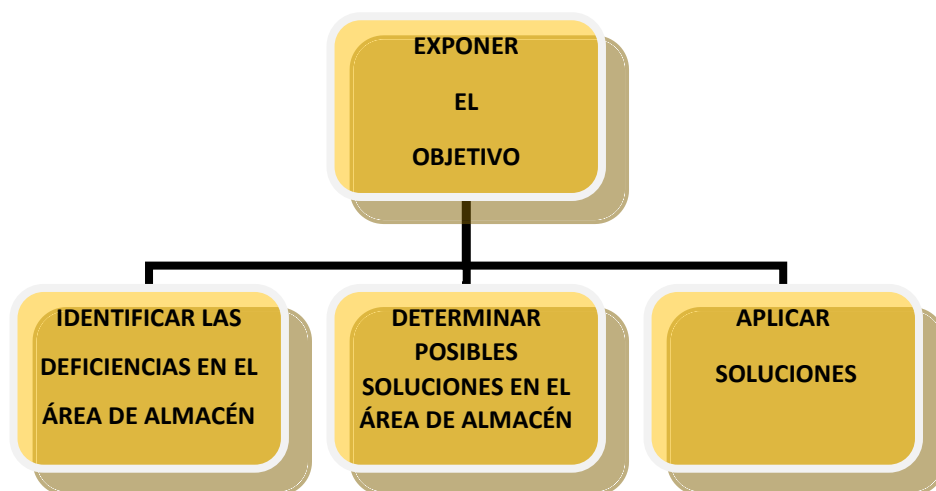 EXPONER
EL
OBJETIVO
IDENTIFICAR LAS
DEFICIENCIAS EN EL
ÁREA DE ALMACÉN
DETERMINAR
POSIBLES
SOLUCIONES EN EL
ÁREA DE ALMACÉN
APLICAR
SOLUCIONES